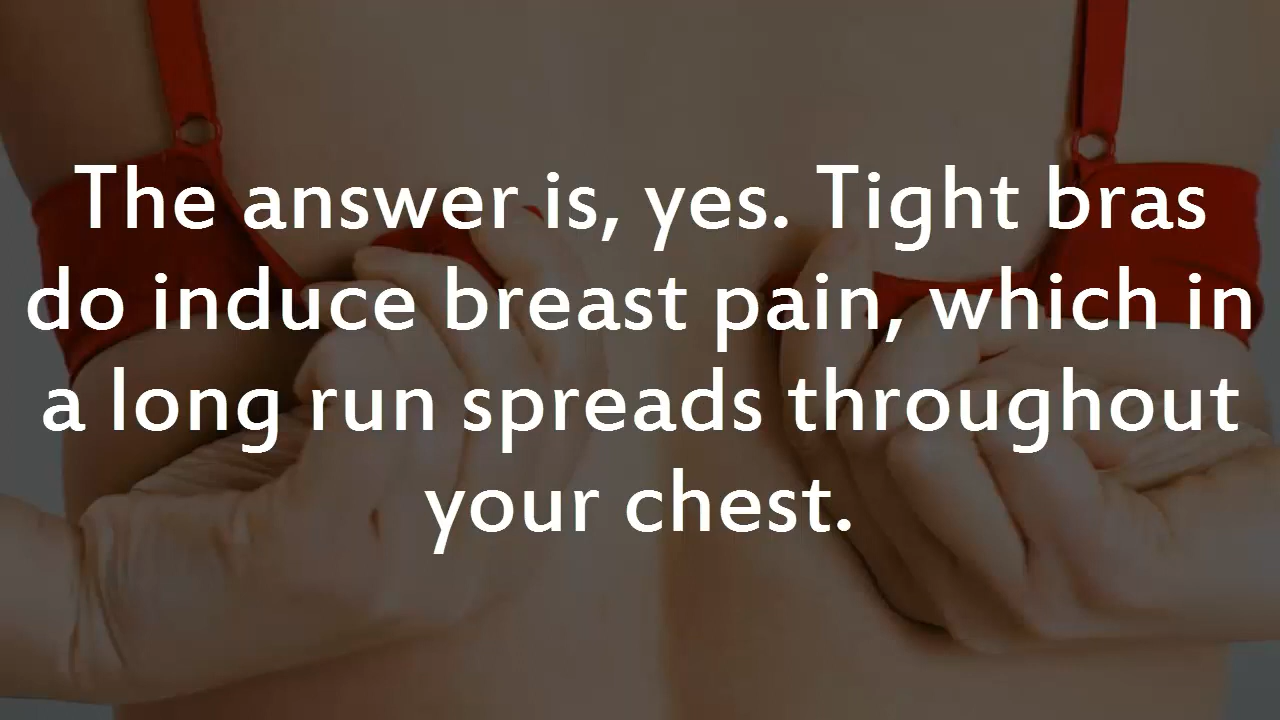 The answer is, yes. Tight bras
do induce breast pain, which in
a long run spreads throughout
your chest.